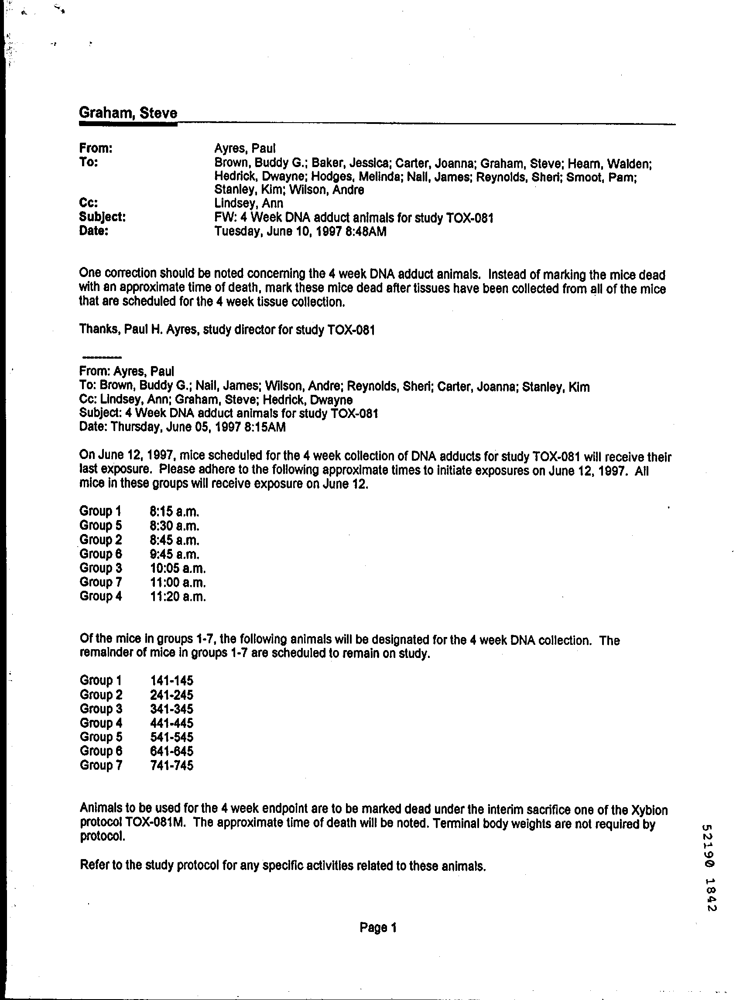 Graham, Steve
From: Ayres, Paul
To: Brown, Buddy G.; Baker, Jessica; Carter, Joanna; Graham, Steve; Hearn, Walden;
Hedrick, Dwayne; Hodges, Melinda; Nall, James; Reynolds, Sheri; Smoot, Pam;
Stanley, Kim; Wilson, Andre
Cc: Lindsey, Ann
Subject: FW: 4 Week DNA adduct animals for study TOX-081
Date: Tuesday, June 10, 1997 8:48AM
One correction should be noted concerning the 4 week DNA adduct animals. Instead of marking the mice dead
with an approximate time of death, mark these mice dead after tissues have been collected from all of the mice
that are scheduled for the 4 week tissue collection.
Thanks, Paul H. Ayres, study director for study TOX-081
----------
From: Ayres, Paul
To: Brown, Buddy G.; Nall, James; Wilson, Andre; Reynolds, Sheri; Carter, Joanna; Stanley, Kim
Cc: Lindsey, Ann; Graham, Steve; Hedrick, Dwayne
Subject: 4 Week DNA adduct animals for study TOX-081
Date: Thursday, June 05, 1997 8:15AM
On June 12, 1997, mice scheduled for the 4 week collection of DNA adducts for study TOX-081 will receive their
last exposure. Please adhere to the following approximate times to initiate exposures on June 12, 1997. All
mice in these groups will receive exposure on June 12.
Group 1 8:15 a.m.
Group 5 8:30 a.m.
Group 2 8:45 a.m.
Group 6 9:45 a.m.
Group 3 10:05 a.m.
Group 7 11:00 a.m.
Group 4 11:20 a.m.
Of the mice in groups 1-7, the following animals will be designated for the 4 week DNA collection. The
remainder of mice in groups 1-7 are scheduled to remain on study.
Group 1 141-145
Group 2 241-245
Group 3 341-345
Group 4 441-445
Group 5 541-545
Group 6 641-645
Group 7 741-745
Animals to be used for the 4 week endpoint are to be marked dead under the interim sacrifice one of the Xybion
protocol TOX-081M. The approximate time of death will be noted. Terminal body weights are not required by
protocol.
Refer to the study protocol for any specific activities related to these animals.
52190 1842
Page 1